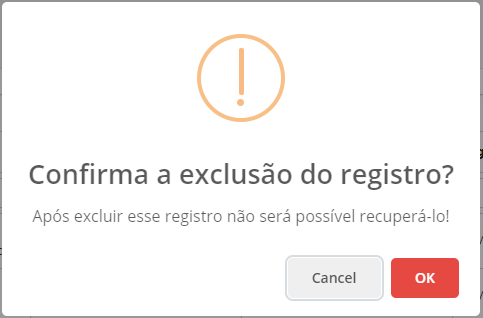 Confirma a exclusão do registro?
Após excluir esse registro não será possível recuperá-lo!
Cancel
OK